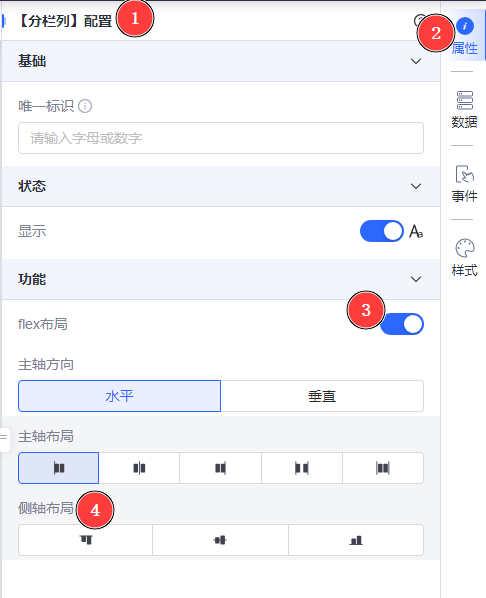 【分栏列】配置
1
2
属性
基础
唯一标识
请输入字母或数字
数据
状态
事件
显示
Aa
样式
功能
flex布局
3
主轴方向
水平
垂直
主轴布局
侧轴布局
4